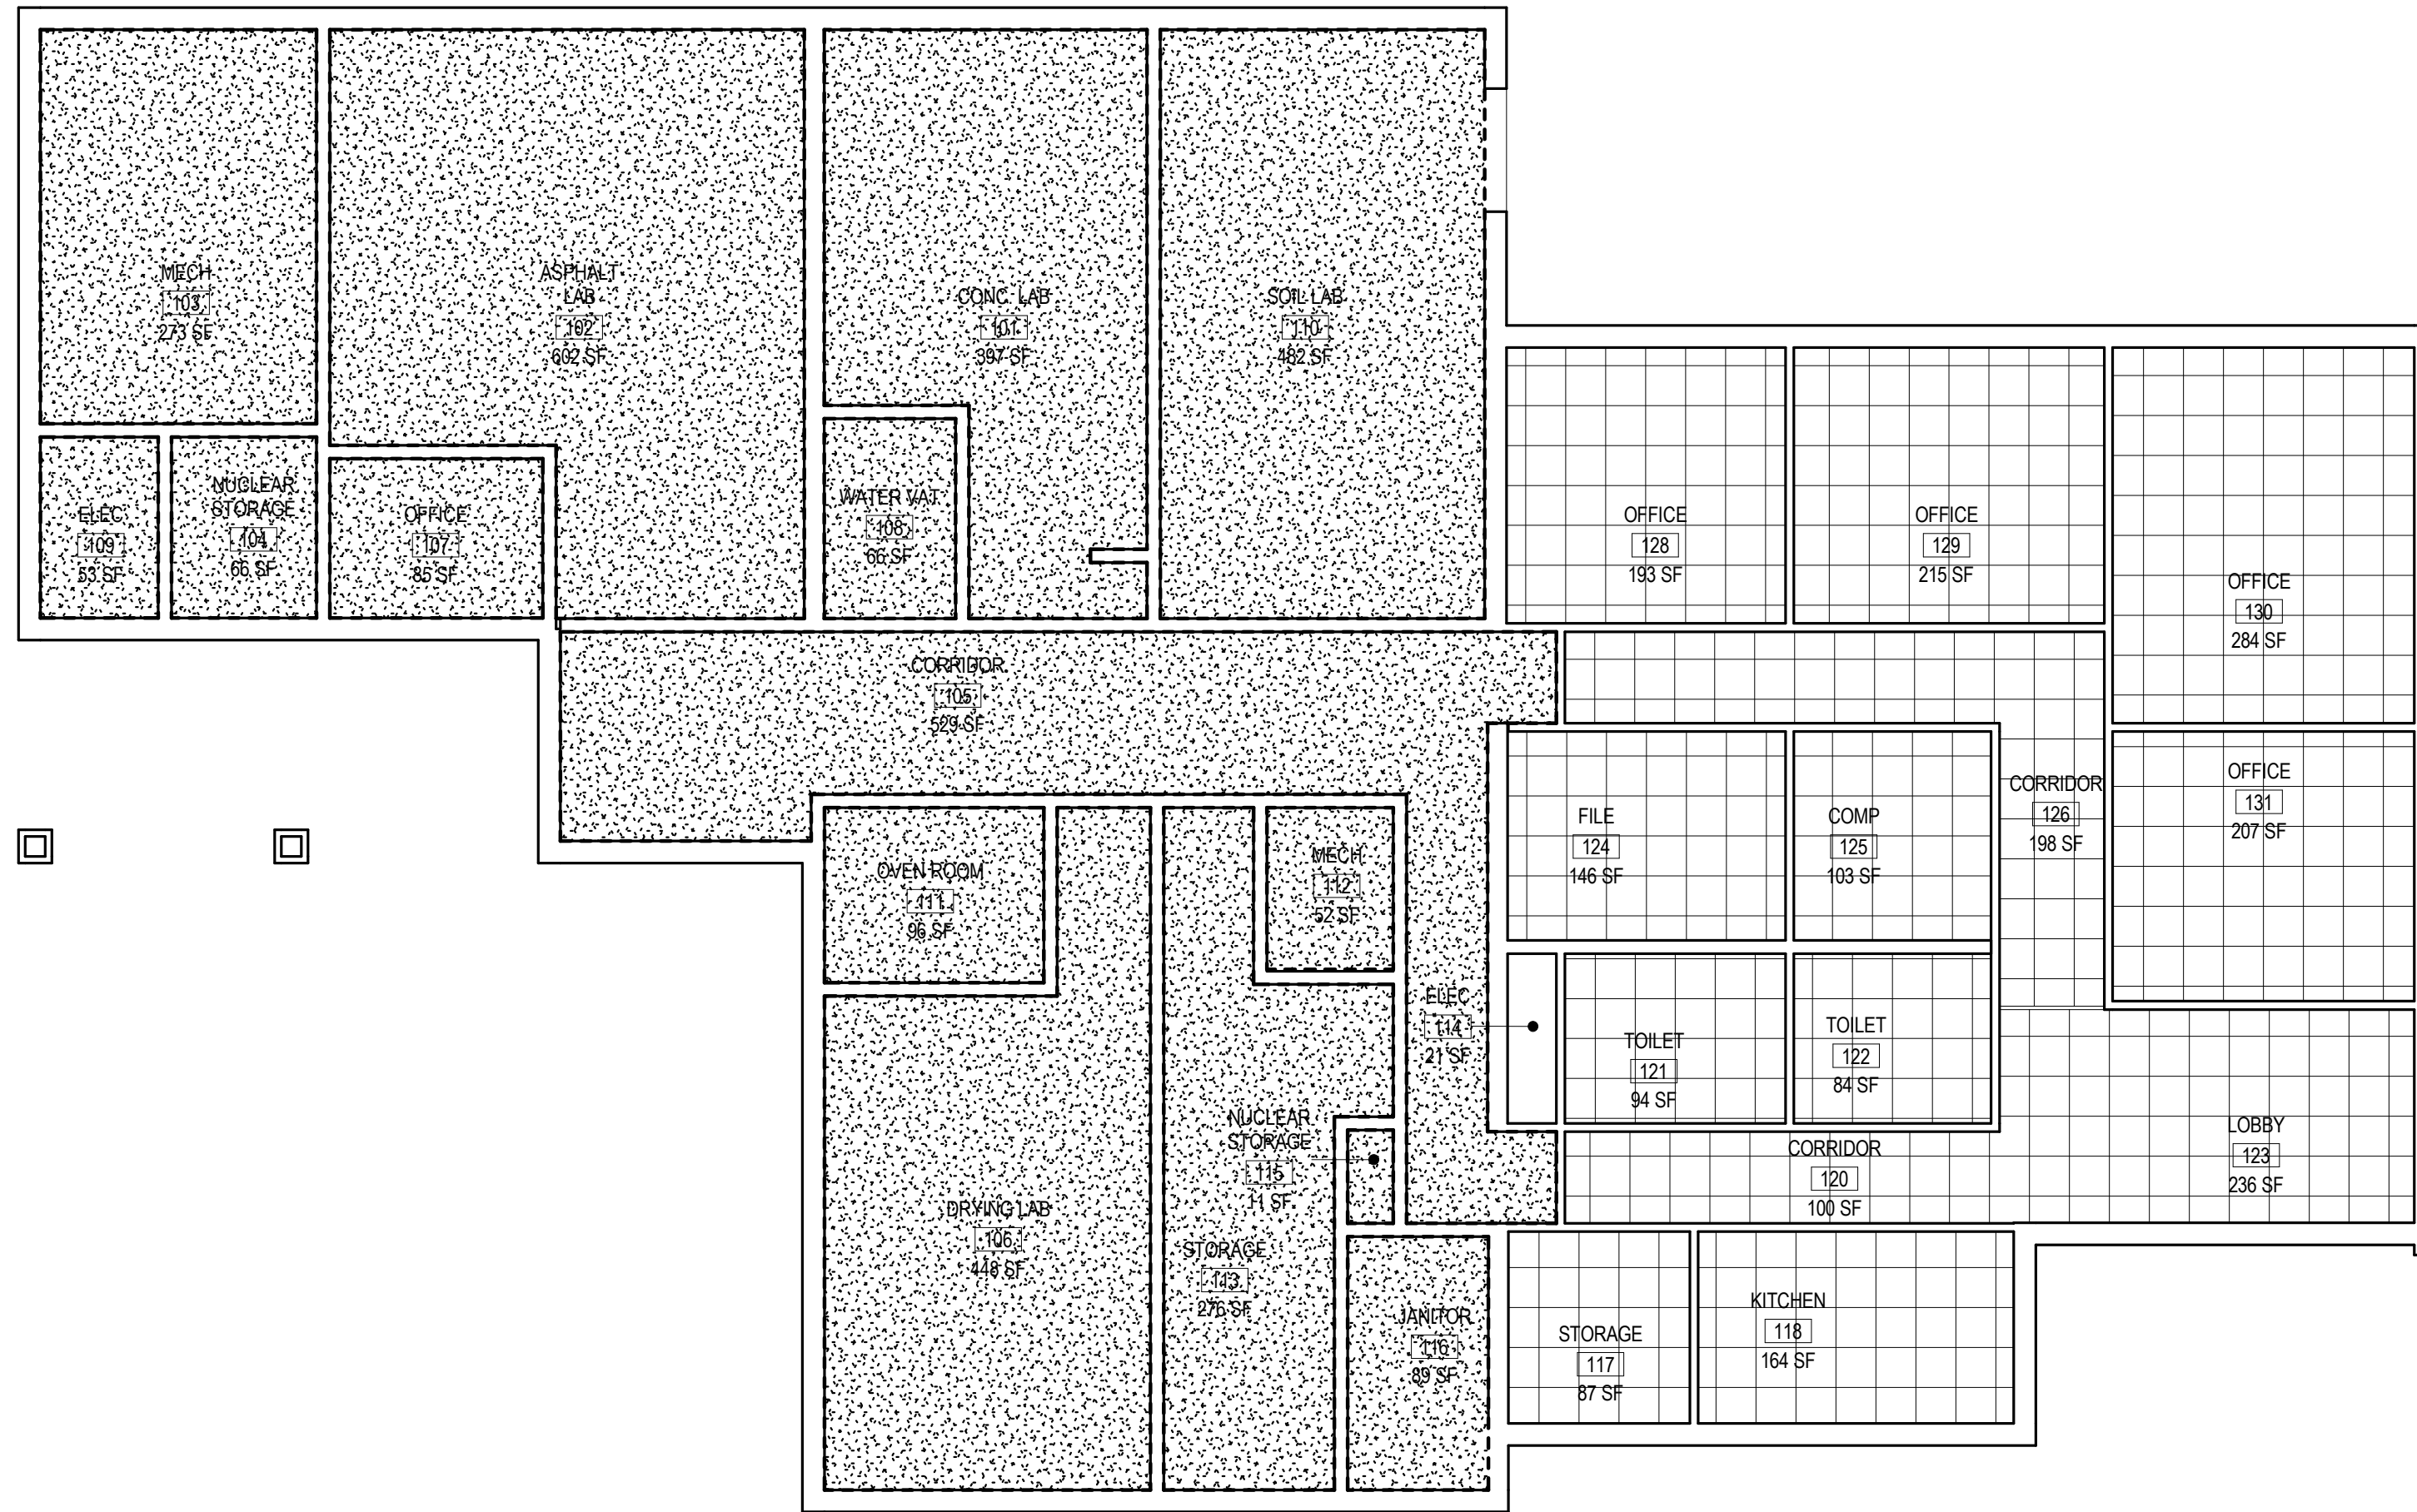 MECH
103
273 SF
ASPHALT
LAB
102
602 SF
CONC. LAB
101
397 SF
SOIL LAB
110
482 SF
ELEC
109
53 SF
NUCLEAR
STORAGE
104
66 SF
OFFICE
107
85 SF
WATER VAT
108
66 SF
OFFICE
128
193 SF
OFFICE
129
215 SF
OFFICE
130
284 SF
CORRIDOR
105
529 SF
OVEN ROOM
111
96 SF
MECH
112
52 SF
FILE
124
146 SF
COMP
125
103 SF
CORRIDOR
126
198 SF
OFFICE
131
207 SF
ELEC
114
21 SF
TOILET
121
94 SF
TOILET
122
84 SF
NUCLEAR
STORAGE
115
11 SF
CORRIDOR
120
100 SF
LOBBY
123
236 SF
DRYING LAB
106
448 SF
STORAGE
113
276 SF
JANITOR
116
89 SF
STORAGE
117
87 SF
KITCHEN
118
164 SF